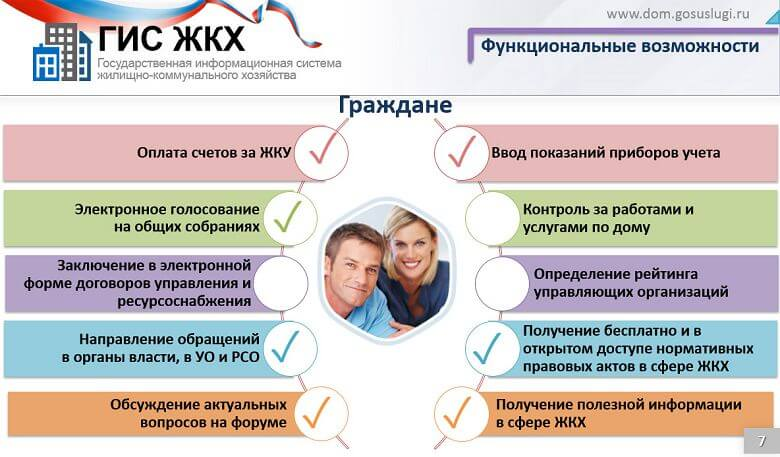 www.dom.gosuslugi.ru
ГИС ЖКХ
Государственная информационная система
жилищно-коммунального хозяйства
Функциональные возможности
Граждане
Оплата счетов за ЖКУ
Ввод показаний приборов учета
Электронное голосование
на общих собраниях
Контроль за работами и
услугами по дому
Заключение в электронной
форме договоров управления и
ресурсоснабжения
Определение рейтинга
управляющих организаций
Направление обращений
в органы власти, в УО и РСО
Получение бесплатно и в
открытом доступе нормативных
правовых актов в сфере ЖКХ
Обсуждение актуальных
вопросов на форуме
Получение полезной информации
в сфере ЖКХ
7